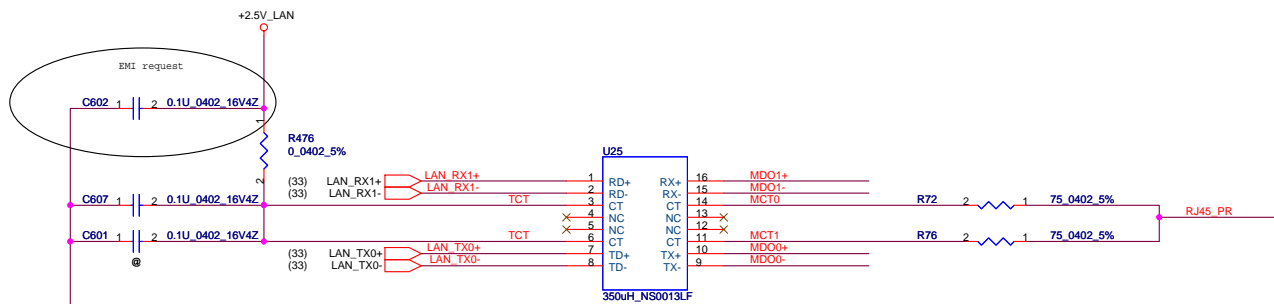 +2.5V_LAN
EMI request
C602 1 2 0.1U_0402_16V4Z
1
R476
0_0402_5%
2
U25
(33) LAN_RX1+ LAN_RX1+ 1 RD+ RX+ 16 MDO1+
(33) LAN_RX1- LAN_RX1- 2 RD- RX- 15 MDO1-
C607 1 2 0.1U_0402_16V4Z TCT 3 CT CT 14 MCT0 R72 2 1 75_0402_5%
4 NC NC 13
RJ45_PR
5 NC NC 12
C601 1 2 0.1U_0402_16V4Z TCT 6 CT CT 11 MCT1 R76 2 1 75_0402_5%
(33) LAN_TX0+ LAN_TX0+ 7 TD+ TX+ 10 MDO0+
@ (33) LAN_TX0- LAN_TX0- 8 TD- TX- 9 MDO0-
350uH_NS0013LF